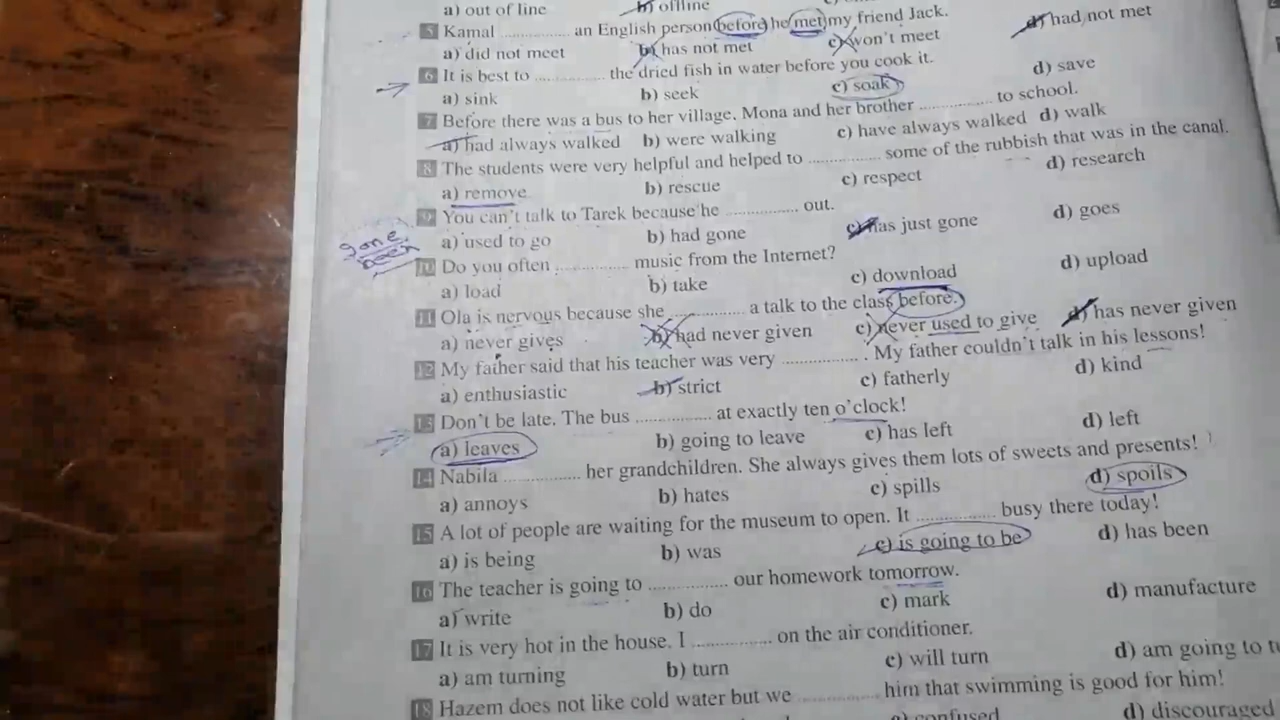 a) out of line b) offline
5 Kamal .............. an English person before he met my friend Jack.
a) did not meet b) has not met c) won't meet d) had not met
6 It is best to .............. the dried fish in water before you cook it.
a) sink b) seek c) soak d) save
7 Before there was a bus to her village, Mona and her brother .............. to school.
a) had always walked b) were walking c) have always walked d) walk
8 The students were very helpful and helped to .............. some of the rubbish that was in the canal.
a) remove b) rescue c) respect d) research
9 You can't talk to Tarek because he .............. out.
a) used to go b) had gone c) has just gone d) goes
gone
been
10 Do you often .............. music from the Internet?
a) load b) take c) download d) upload
11 Ola is nervous because she .............. a talk to the class before.
a) never gives b) had never given c) never used to give d) has never given
12 My father said that his teacher was very .............. . My father couldn't talk in his lessons!
a) enthusiastic b) strict c) fatherly d) kind
13 Don't be late. The bus .............. at exactly ten o'clock!
a) leaves b) going to leave c) has left d) left
14 Nabila .............. her grandchildren. She always gives them lots of sweets and presents!
a) annoys b) hates c) spills d) spoils
15 A lot of people are waiting for the museum to open. It .............. busy there today!
a) is being b) was c) is going to be d) has been
16 The teacher is going to .............. our homework tomorrow.
a) write b) do c) mark d) manufacture
17 It is very hot in the house. I .............. on the air conditioner.
a) am turning b) turn c) will turn d) am going to
18 Hazem does not like cold water but we .............. him that swimming is good for him!
c) confused d) discouraged